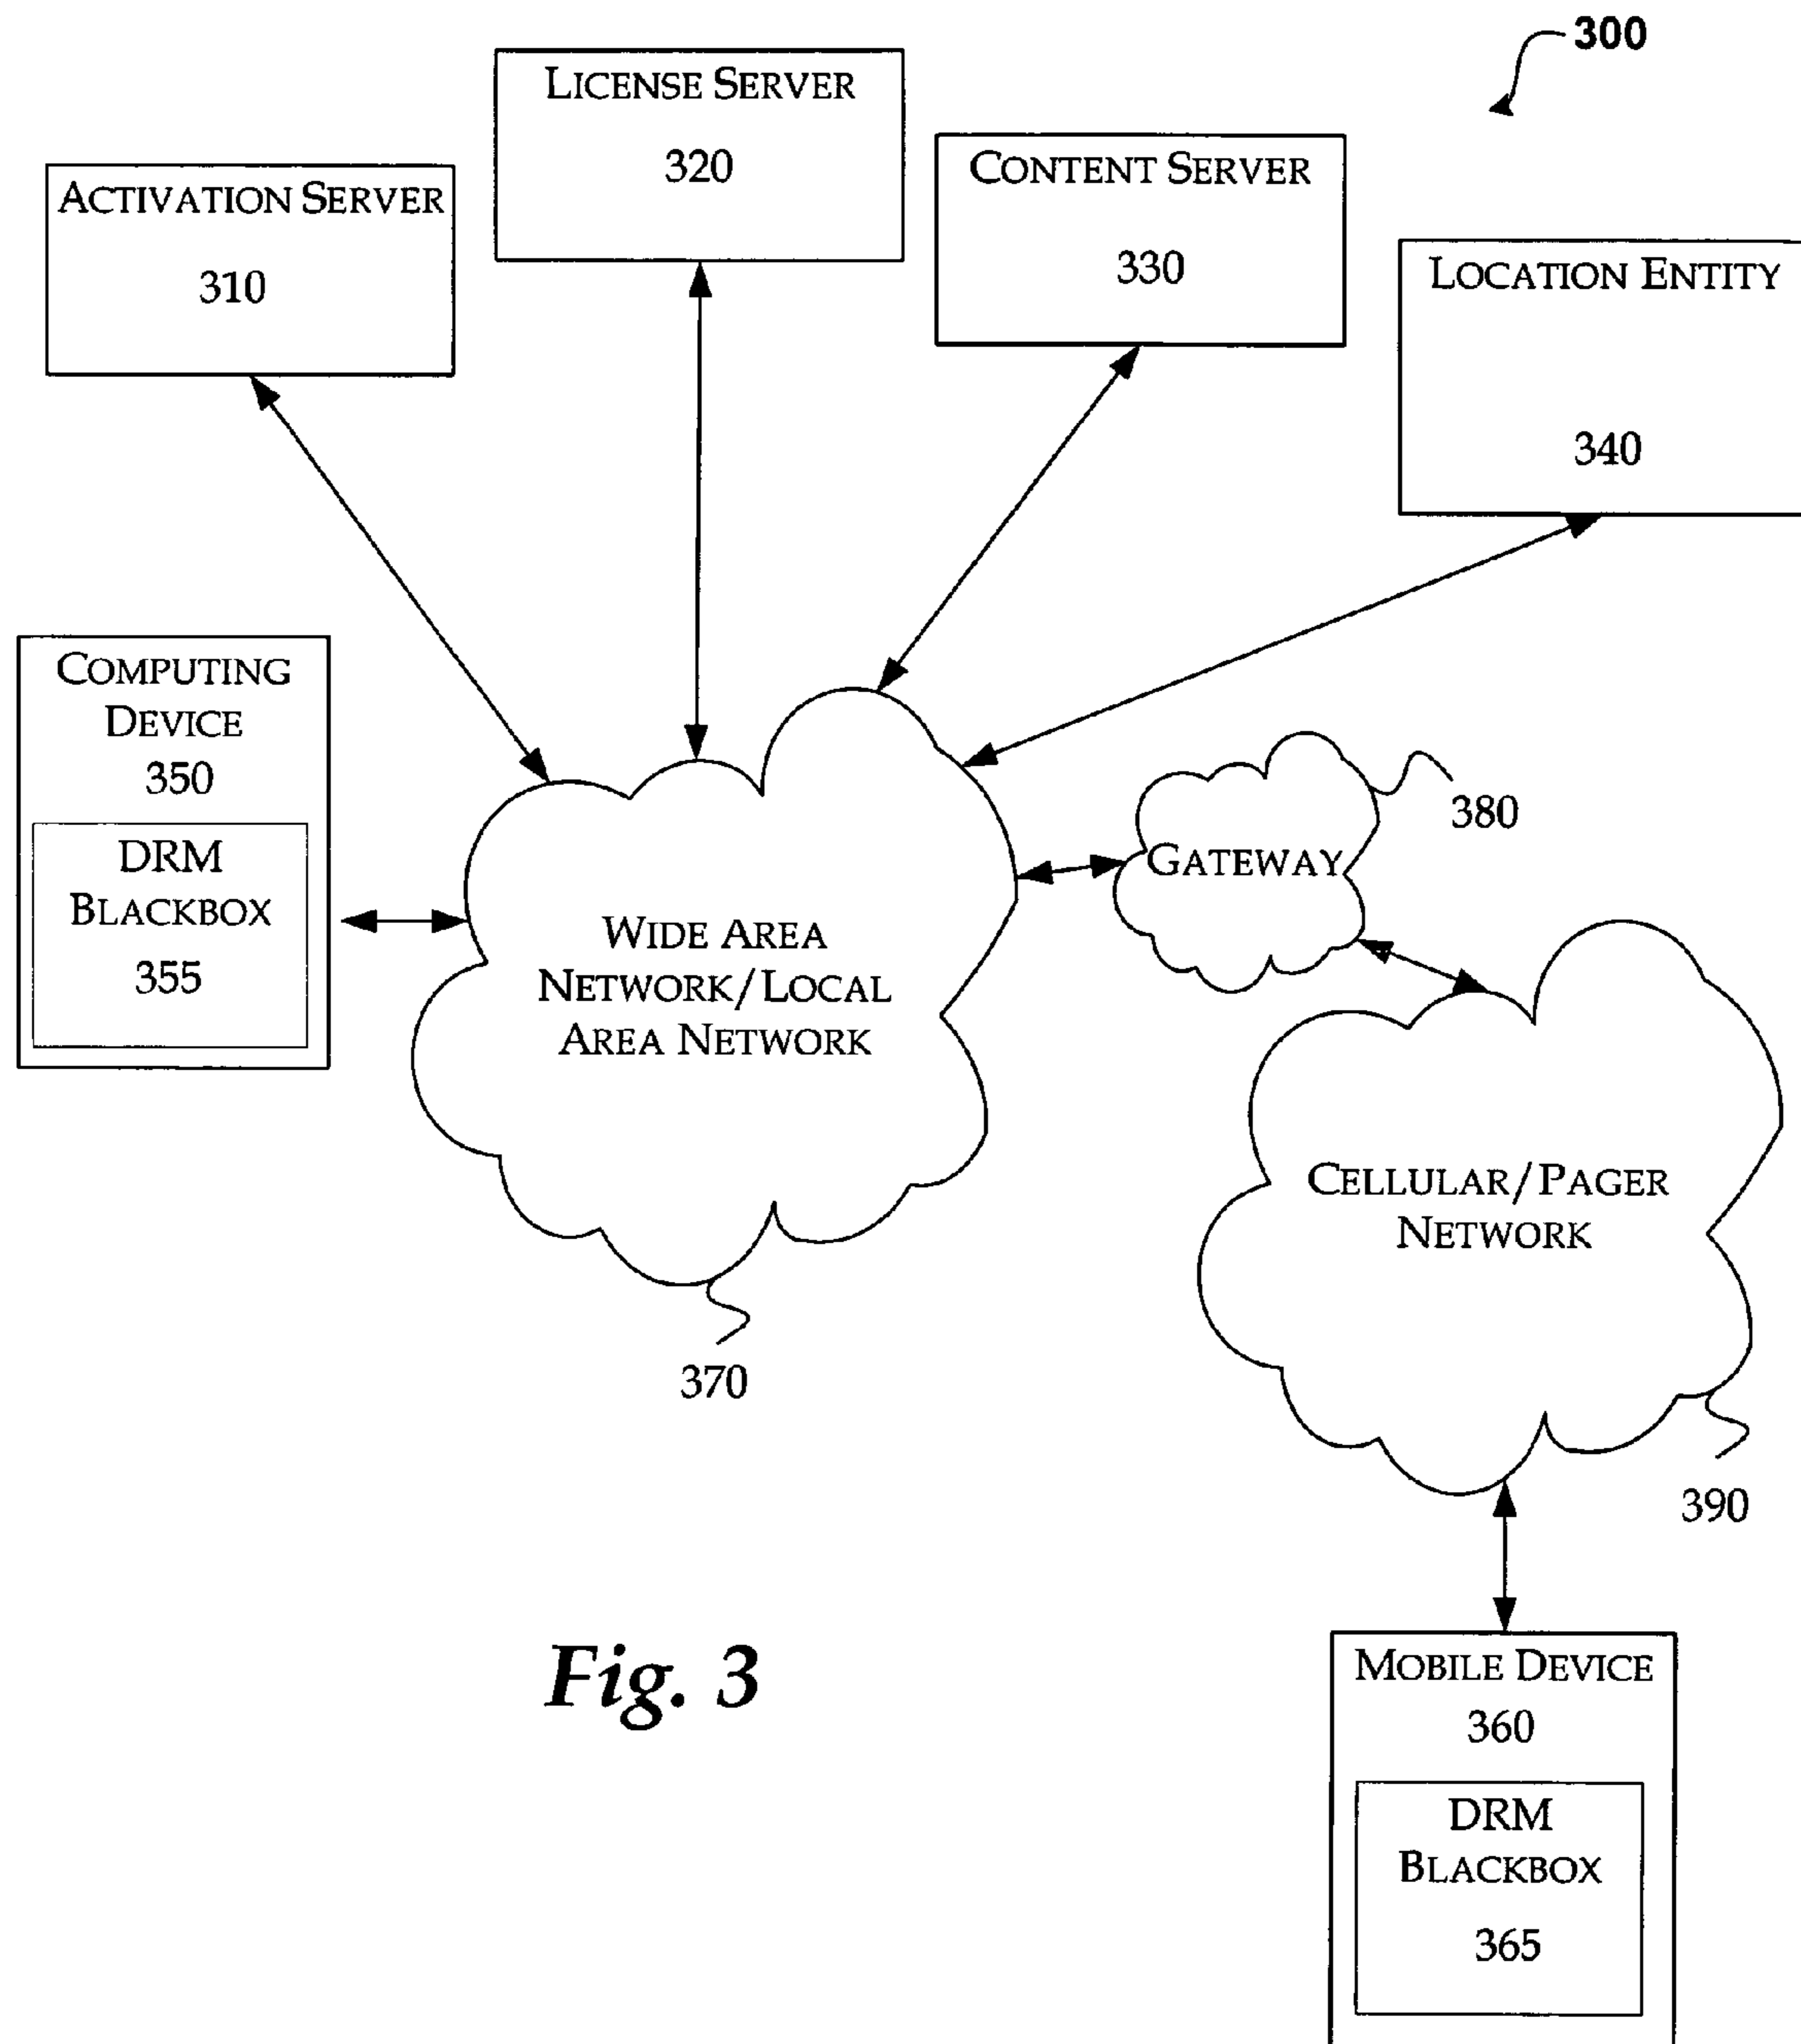 300
LICENSE SERVER
320
CONTENT SERVER
330
ACTIVATION SERVER
310
LOCATION ENTITY
340
COMPUTING
DEVICE
350
DRM
BLACKBOX
355
380
GATEWAY
WIDE AREA
NETWORK/LOCAL
AREA NETWORK
370
CELLULAR/PAGER
NETWORK
390
Fig. 3
MOBILE DEVICE
360
DRM
BLACKBOX
365